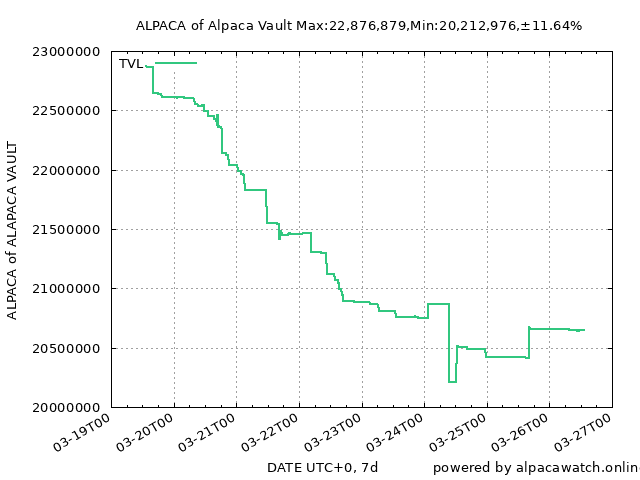 ALPACA of Alpaca Vault Max:22,876,879,Min:20,212,976,±11.64%
23000000
TVL
22500000
22000000
21500000
21000000
20500000
20000000
ALPACA of ALAPACA VAULT
03-19T00
03-20T00
03-21T00
03-22T00
03-23T00
03-24T00
03-25T00
03-26T00
03-27T00
DATE UTC+0, 7d
powered by alpacawatch.onlin